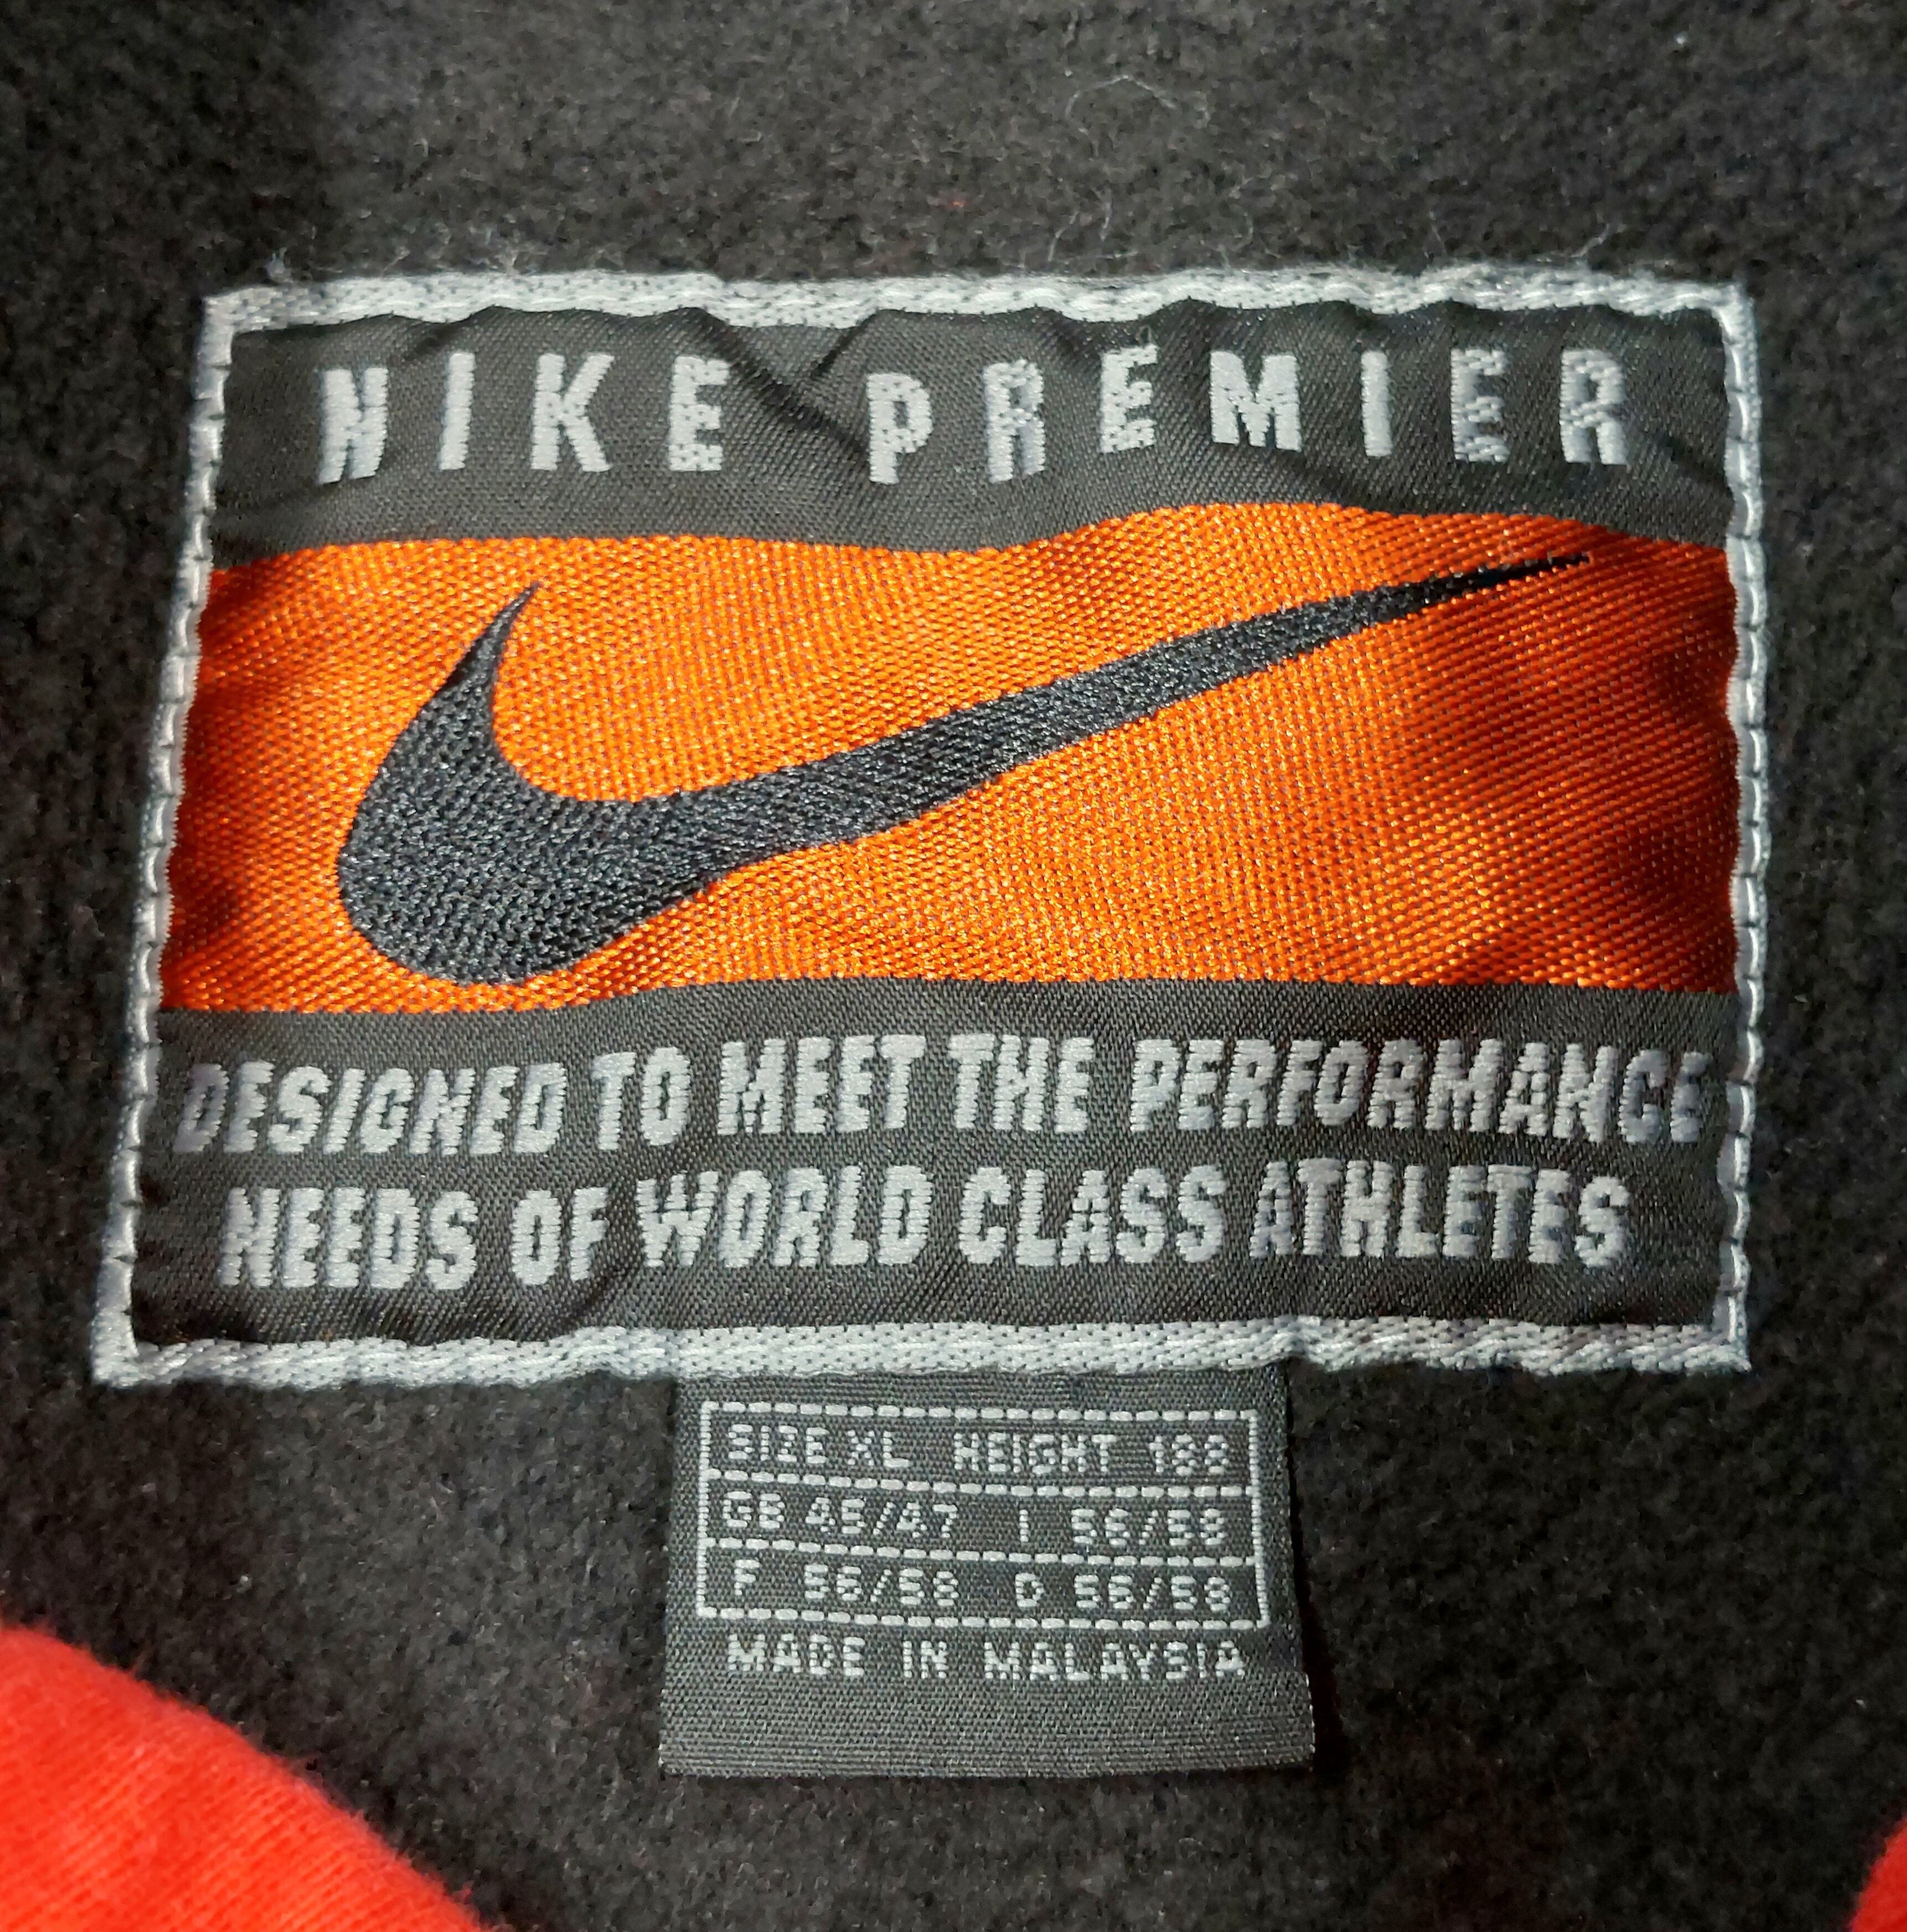 NIKE PREMIER
DESIGNED TO MEET THE PERFORMANCE
NEEDS OF WORLD CLASS ATHLETES
SIZE XL HEIGHT 188
GB 45/47 I 56/58
F 56/58 D 56/58
MADE IN MALAYSIA